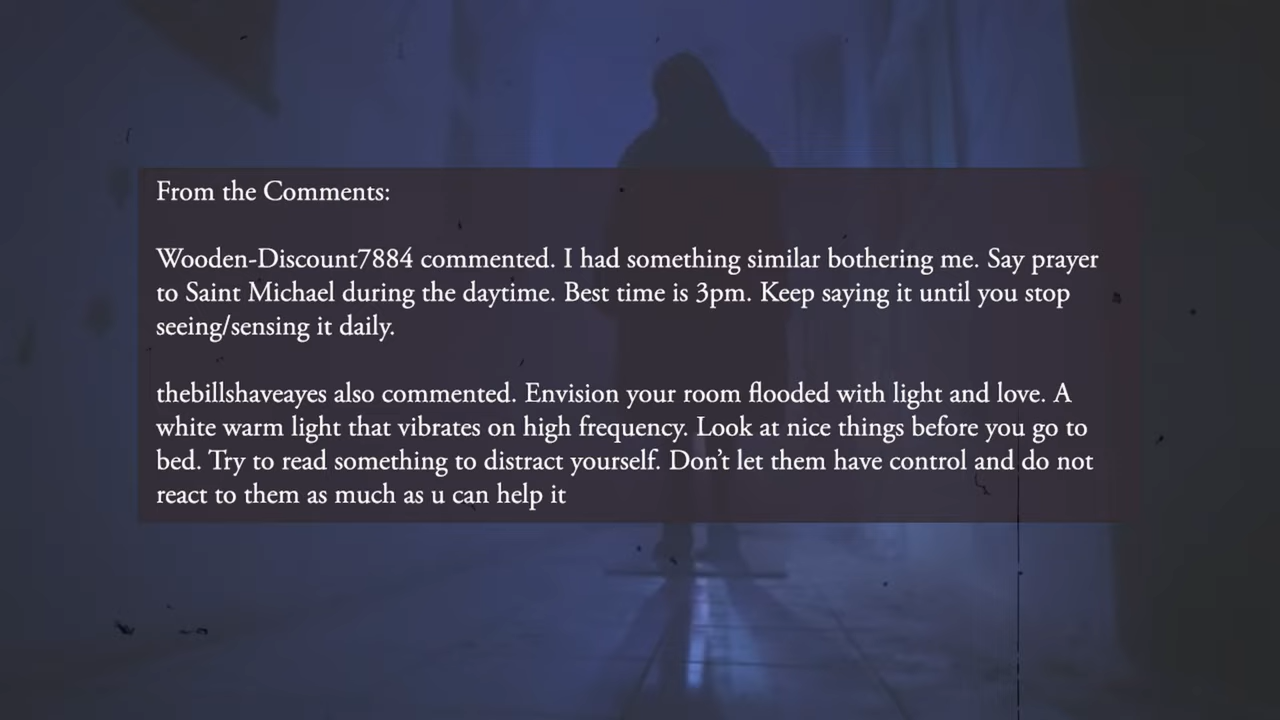 From the Comments:
Wooden-Discount7884 commented. I had something similar bothering me. Say prayer
to Saint Michael during the daytime. Best time is 3pm. Keep saying it until you stop
seeing/sensing it daily.
thebillshaveayes also commented. Envision your room flooded with light and love. A
white warm light that vibrates on high frequency. Look at nice things before you go to
bed. Try to read something to distract yourself. Don’t let them have control and do not
react to them as much as u can help it